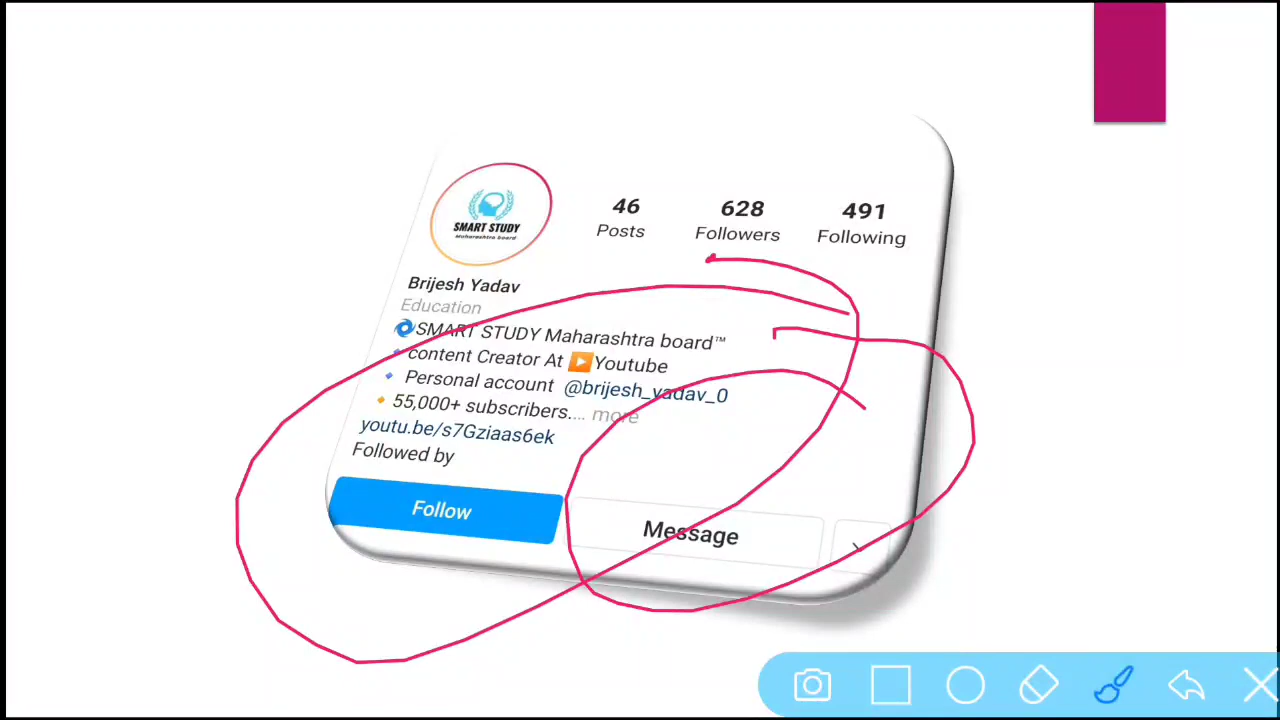 SMART STUDY
Maharashtra board
46 628 491
Posts Followers Following
Brijesh Yadav
Education
SMART STUDY Maharashtra board™
content Creator At Youtube
Personal account @brijesh_yadav_0
55,000+ subscribers.... more
youtu.be/s7Gziaas6ek
Followed by
Follow Message